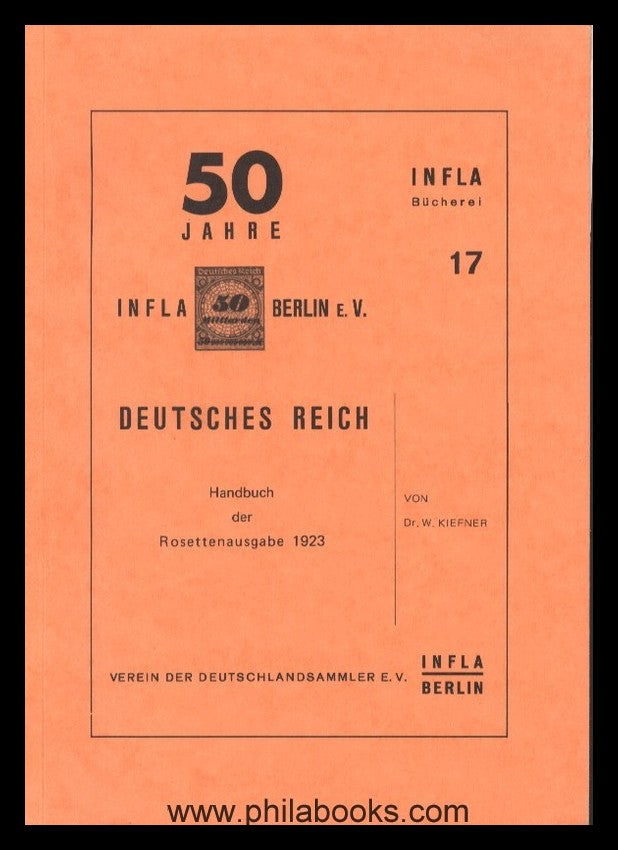 50
JAHRE
INFLA
Bücherei
17
Deutsches Reich
50
Milliarden
INFLA BERLIN E. V.
DEUTSCHES REICH
Handbuch
der
Rosettenausgabe 1923
VON
Dr. W. KIEFNER
VEREIN DER DEUTSCHLANDSAMMLER E. V.
INFLA
BERLIN
www.philabooks.com